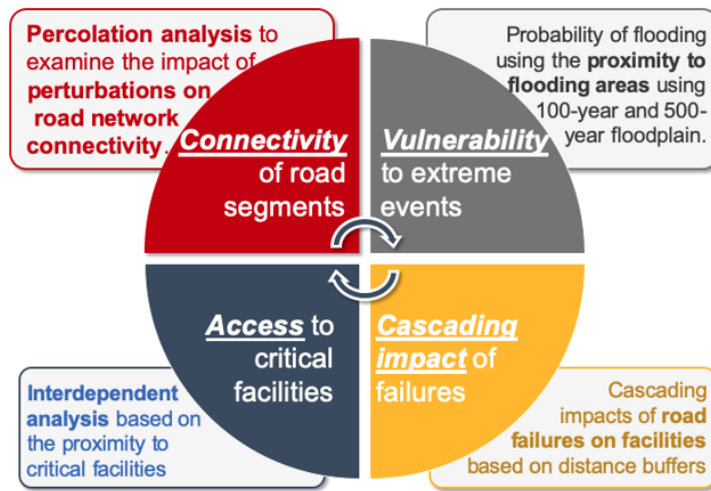 Percolation analysis to
examine the impact of
perturbations on
road network
connectivity.
Connectivity
of road
segments
Probability of flooding
using the proximity to
flooding areas using
100-year and 500-
year floodplain.
Vulnerability
to extreme
events
Access to
critical
facilities
Interdependent
analysis based on
the proximity to
critical facilities
Cascading
impact of
failures
Cascading
impacts of road
failures on facilities
based on distance buffers